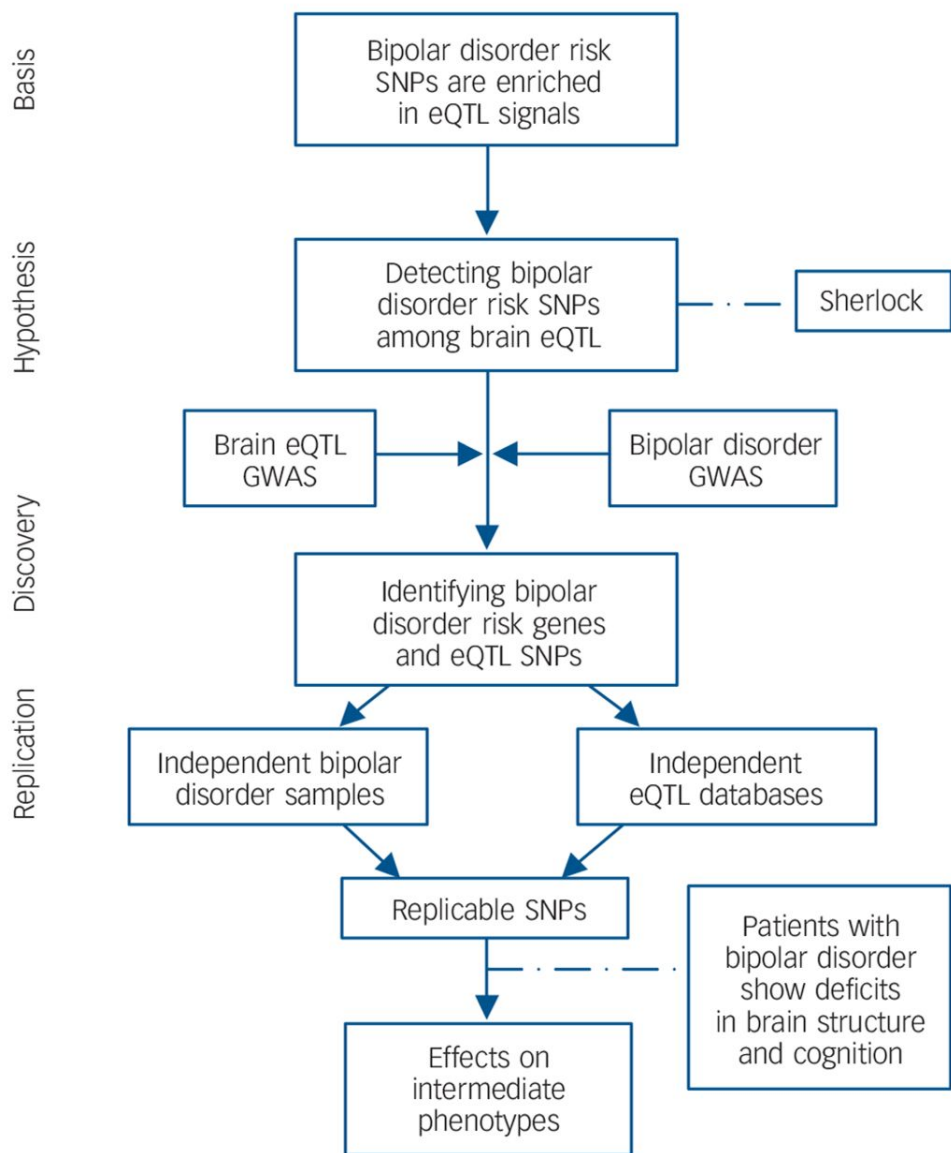 Basis
Bipolar disorder risk
SNPs are enriched
in eQTL signals
Hypothesis
Detecting bipolar
disorder risk SNPs
among brain eQTL
Sherlock
Brain eQTL
GWAS
Bipolar disorder
GWAS
Discovery
Identifying bipolar
disorder risk genes
and eQTL SNPs
Replication
Independent bipolar
disorder samples
Independent
eQTL databases
Replicable SNPs
Patients with
bipolar disorder
show deficits
in brain structure
and cognition
Effects on
intermediate
phenotypes